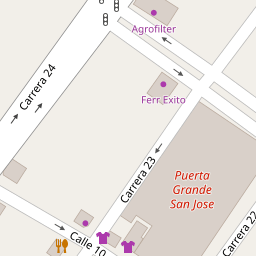 Agrofilter
Carrera 24
Ferr Exito
Carrera 23
Puerta
Grande
San Jose
Carrera 22
Calle 10